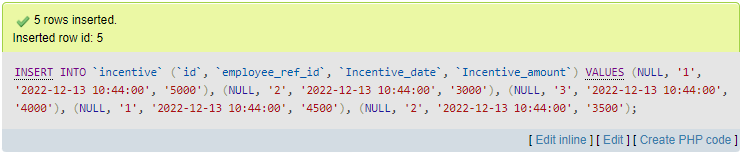 5 rows inserted.
Inserted row id: 5
INSERT INTO `incentive` (`id`, `employee_ref_id`, `Incentive_date`, `Incentive_amount`) VALUES (NULL, '1',
'2022-12-13 10:44:00', '5000'), (NULL, '2', '2022-12-13 10:44:00', '3000'), (NULL, '3', '2022-12-13 10:44:00',
'4000'), (NULL, '1', '2022-12-13 10:44:00', '4500'), (NULL, '2', '2022-12-13 10:44:00', '3500');
[ Edit inline ] [ Edit ] [ Create PHP code ]